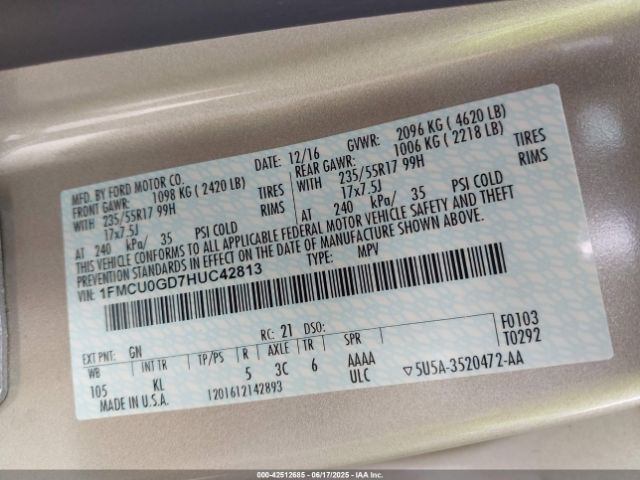 MFD. BY FORD MOTOR CO.
DATE: 12/16 GVWR: 2096 KG ( 4620 LB)
FRONT GAWR: 1098 KG ( 2420 LB) REAR GAWR: 1006 KG ( 2218 LB)
WITH 235/55R17 99H TIRES WITH 235/55R17 99H TIRES
17x7.5J RIMS 17x7.5J RIMS
AT 240 kPa/ 35 PSI COLD AT 240 kPa/ 35 PSI COLD
THIS VEHICLE CONFORMS TO ALL APPLICABLE FEDERAL MOTOR VEHICLE SAFETY AND THEFT
PREVENTION STANDARDS IN EFFECT ON THE DATE OF MANUFACTURE SHOWN ABOVE.
VIN: 1FMCU0GD7HUC42813 TYPE: MPV
F0103
T0292
EXT PNT: GN RC: 21 DSO:
WB INT TR TP/PS R AXLE TR SPR
105 KL 5 3C 6 AAAA
ULC
▽5U5A-3520472-AA
MADE IN U.S.A. 1201612142893
000-42512685 - 06/17/2025 - IAA Inc.